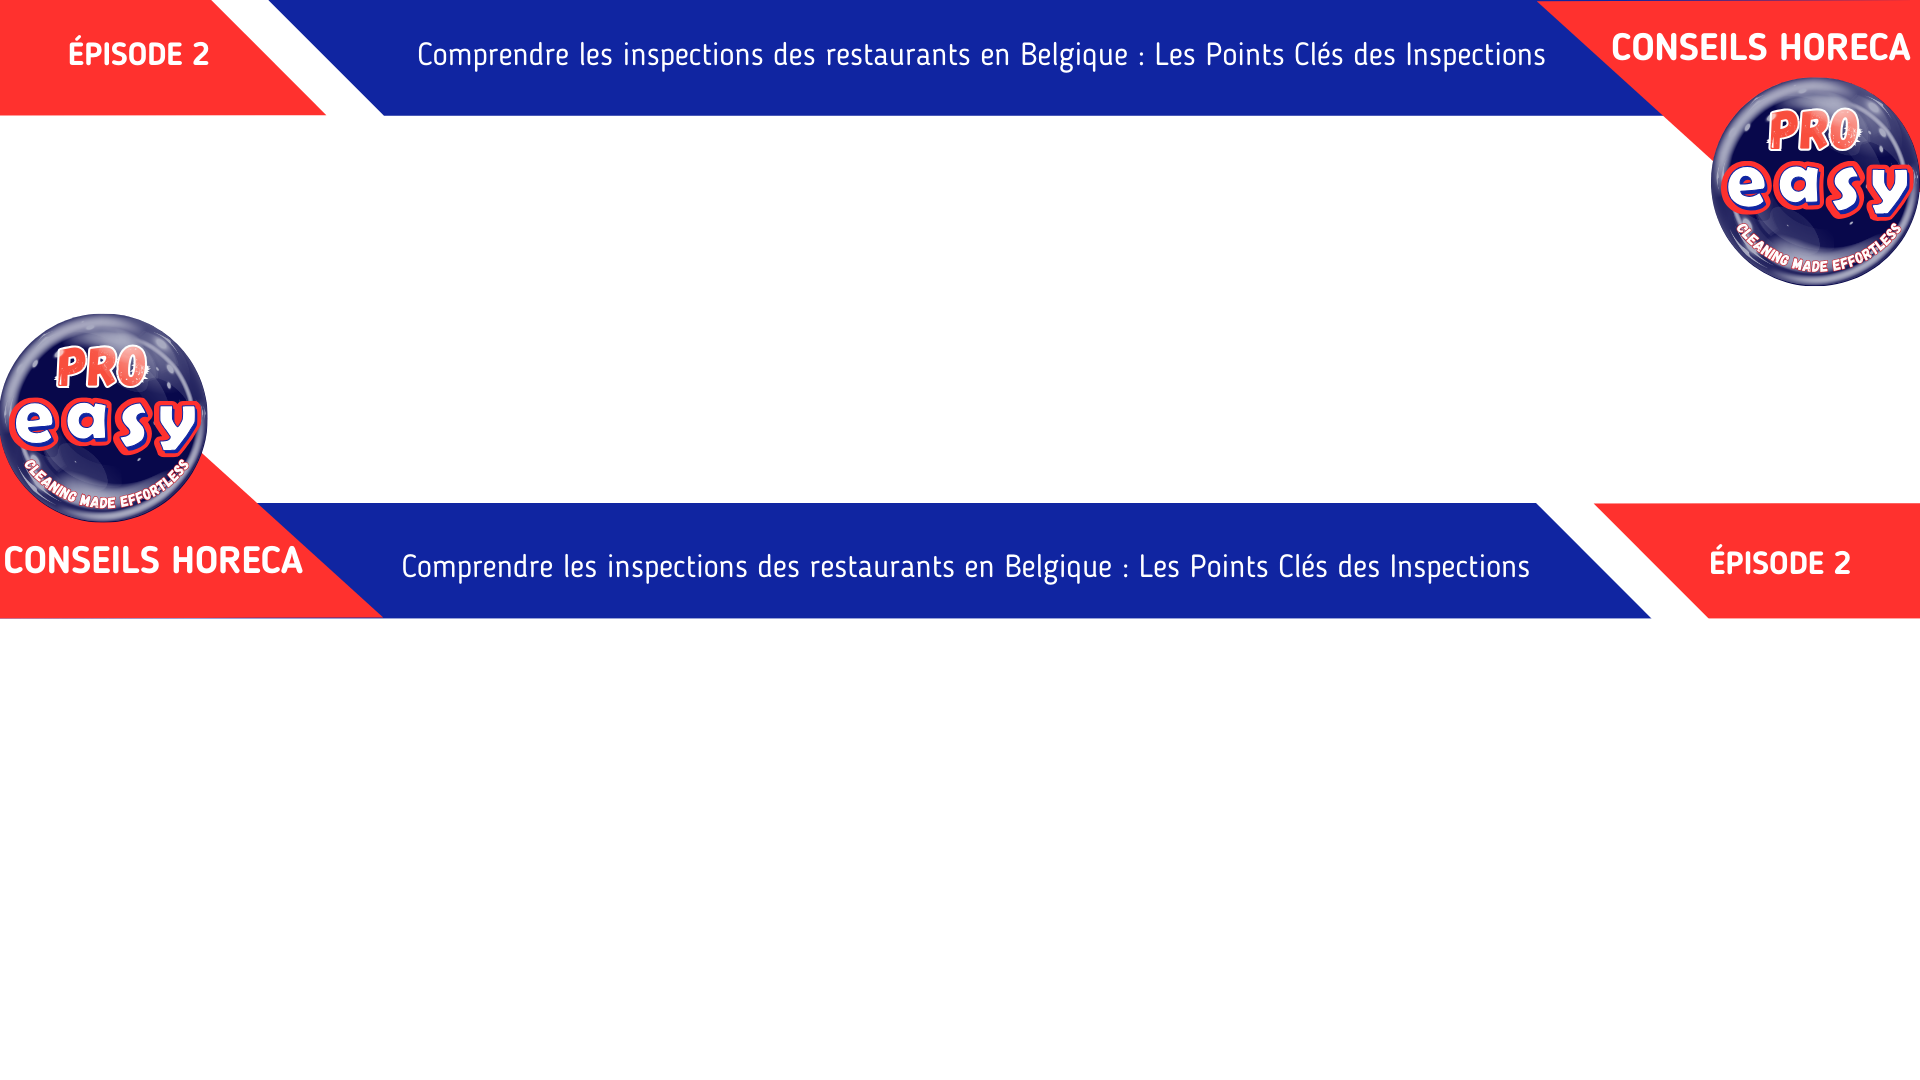 ÉPISODE 2
Comprendre les inspections des restaurants en Belgique : Les Points Clés des Inspections
CONSEILS HORECA
PRO
easy
CLEANING MADE EFFORTLESS
PRO
easy
CLEANING MADE EFFORTLESS
CONSEILS HORECA
Comprendre les inspections des restaurants en Belgique : Les Points Clés des Inspections
ÉPISODE 2